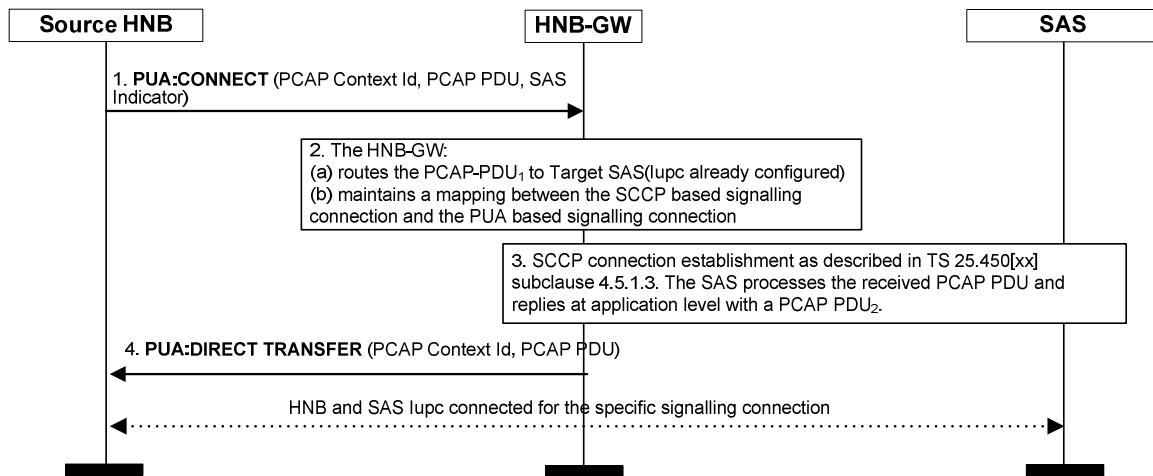 Source HNB
HNB-GW
SAS
1. PUA:CONNECT (PCAP Context Id, PCAP PDU, SAS
Indicator)
2. The HNB-GW:
(a) routes the PCAP-PDU₁ to Target SAS(Iupc already configured)
(b) maintains a mapping between the SCCP based signalling
connection and the PUA based signalling connection
3. SCCP connection establishment as described in TS 25.450[xx]
subclause 4.5.1.3. The SAS processes the received PCAP PDU and
replies at application level with a PCAP PDU₂.
4. PUA:DIRECT TRANSFER (PCAP Context Id, PCAP PDU)
HNB and SAS Iupc connected for the specific signalling connection